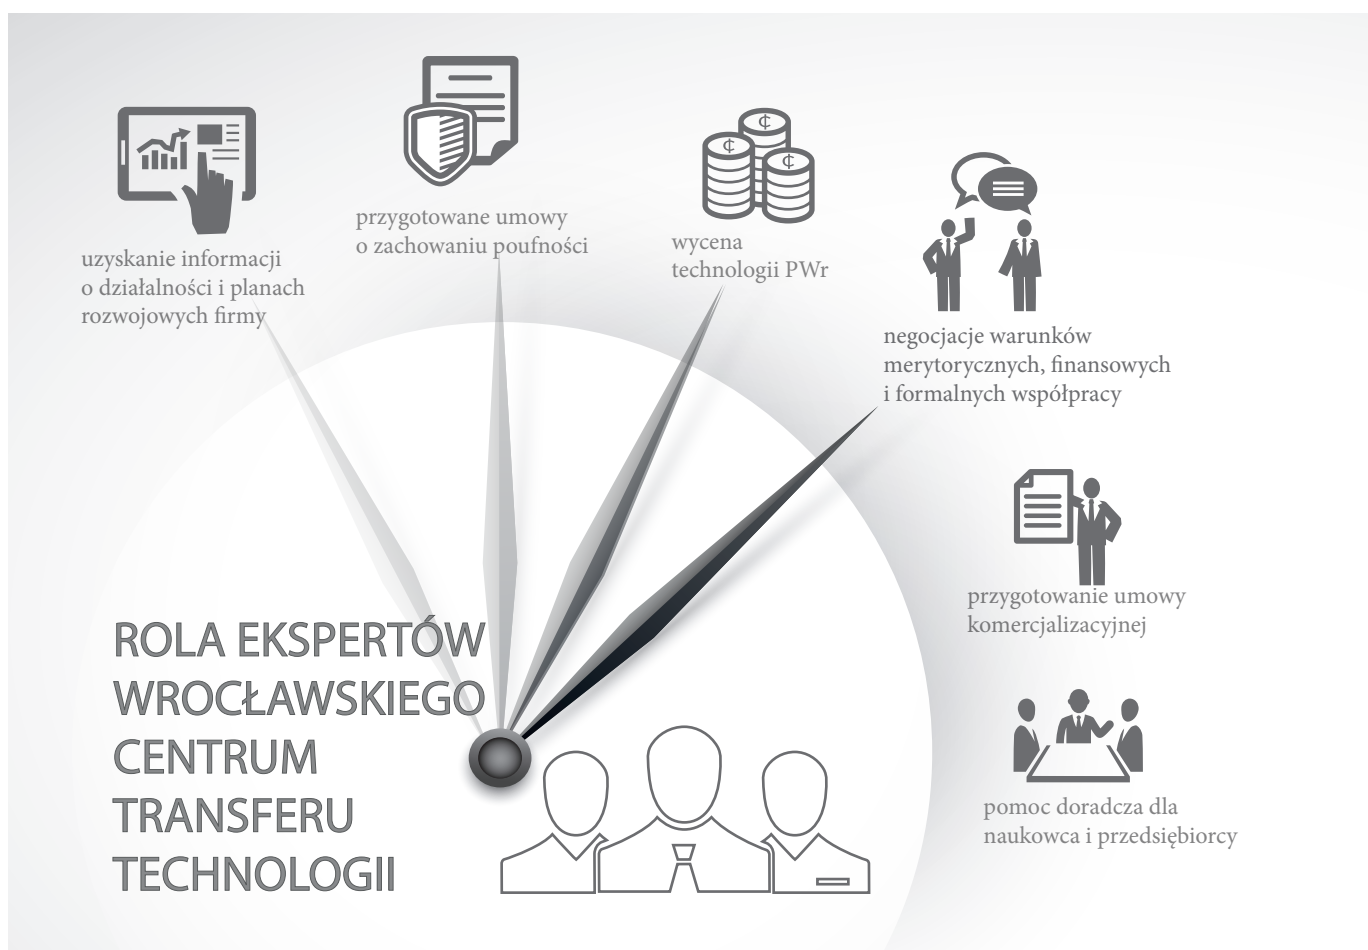 uzyskanie informacji
o działalności i planach
rozwojowych firmy
przygotowane umowy
o zachowaniu poufności
wycena
technologii PWr
negocjacje warunków
merytorycznych, finansowych
i formalnych współpracy
przygotowanie umowy
komercjalizacyjnej
pomoc doradcza dla
naukowca i przedsiębiorcy
ROLA EKSPERTÓW
WROCŁAWSKIEGO
CENTRUM
TRANSFERU
TECHNOLOGII